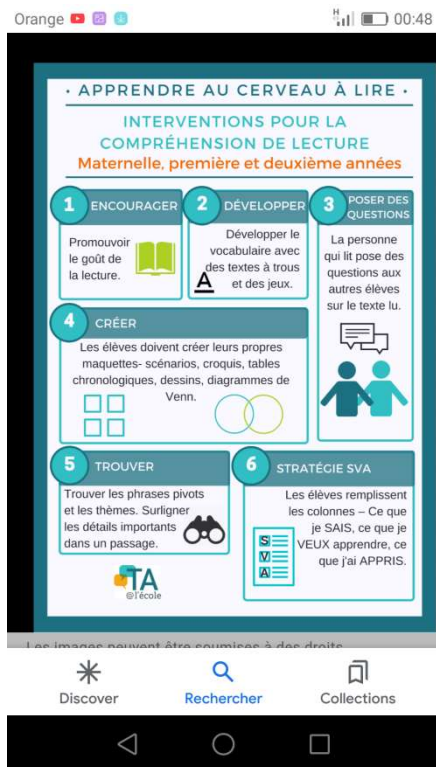 Orange
H
00:48
• APPRENDRE AU CERVEAU À LIRE •
INTERVENTIONS POUR LA
COMPRÉHENSION DE LECTURE
Maternelle, première et deuxième années
1 ENCOURAGER
Promouvoir
le goût de
la lecture.
2 DÉVELOPPER
Développer le
vocabulaire avec
des textes à trous
et des jeux.
A
3 POSER DES
QUESTIONS
La personne
qui lit pose des
questions aux
autres élèves
sur le texte lu.
4 CRÉER
Les élèves doivent créer leurs propres
maquettes- scénarios, croquis, tables
chronologiques, dessins, diagrammes de
Venn.
5 TROUVER
Trouver les phrases pivots
et les thèmes. Surligner
les détails importants
dans un passage.
6 STRATÉGIE SVA
Les élèves remplissent
les colonnes – Ce que
je SAIS, ce que je
VEUX apprendre, ce
que j'ai APPRIS.
S
V
A
TA
@l'école
Les images peuvent être soumises à des droits
Discover
Rechercher
Collections